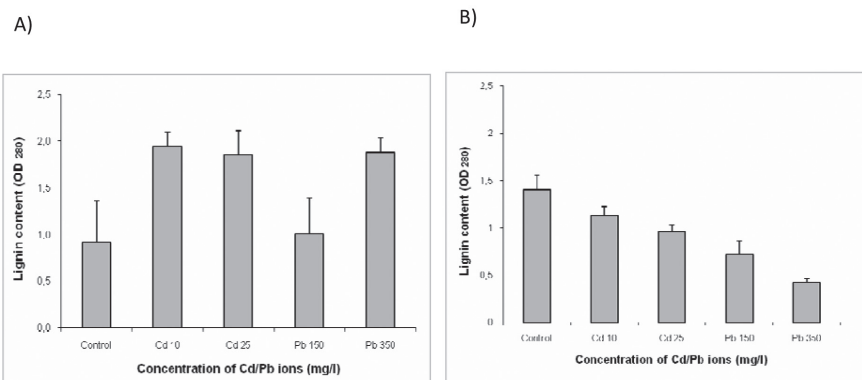 A)
2,5
2,0
1,5
1,0
0,5
0,0
Lignin content (OD 280)
Control Cd 10 Cd 25 Pb 150 Pb 350
Concentration of Cd/Pb ions (mg/l)
B)
2,5
2
1,5
1
0,5
0
Lignin content (OD 280)
Control Cd 10 Cd 25 Pb 150 Pb 350
Concentration of Cd/Pb ions (mg/l)